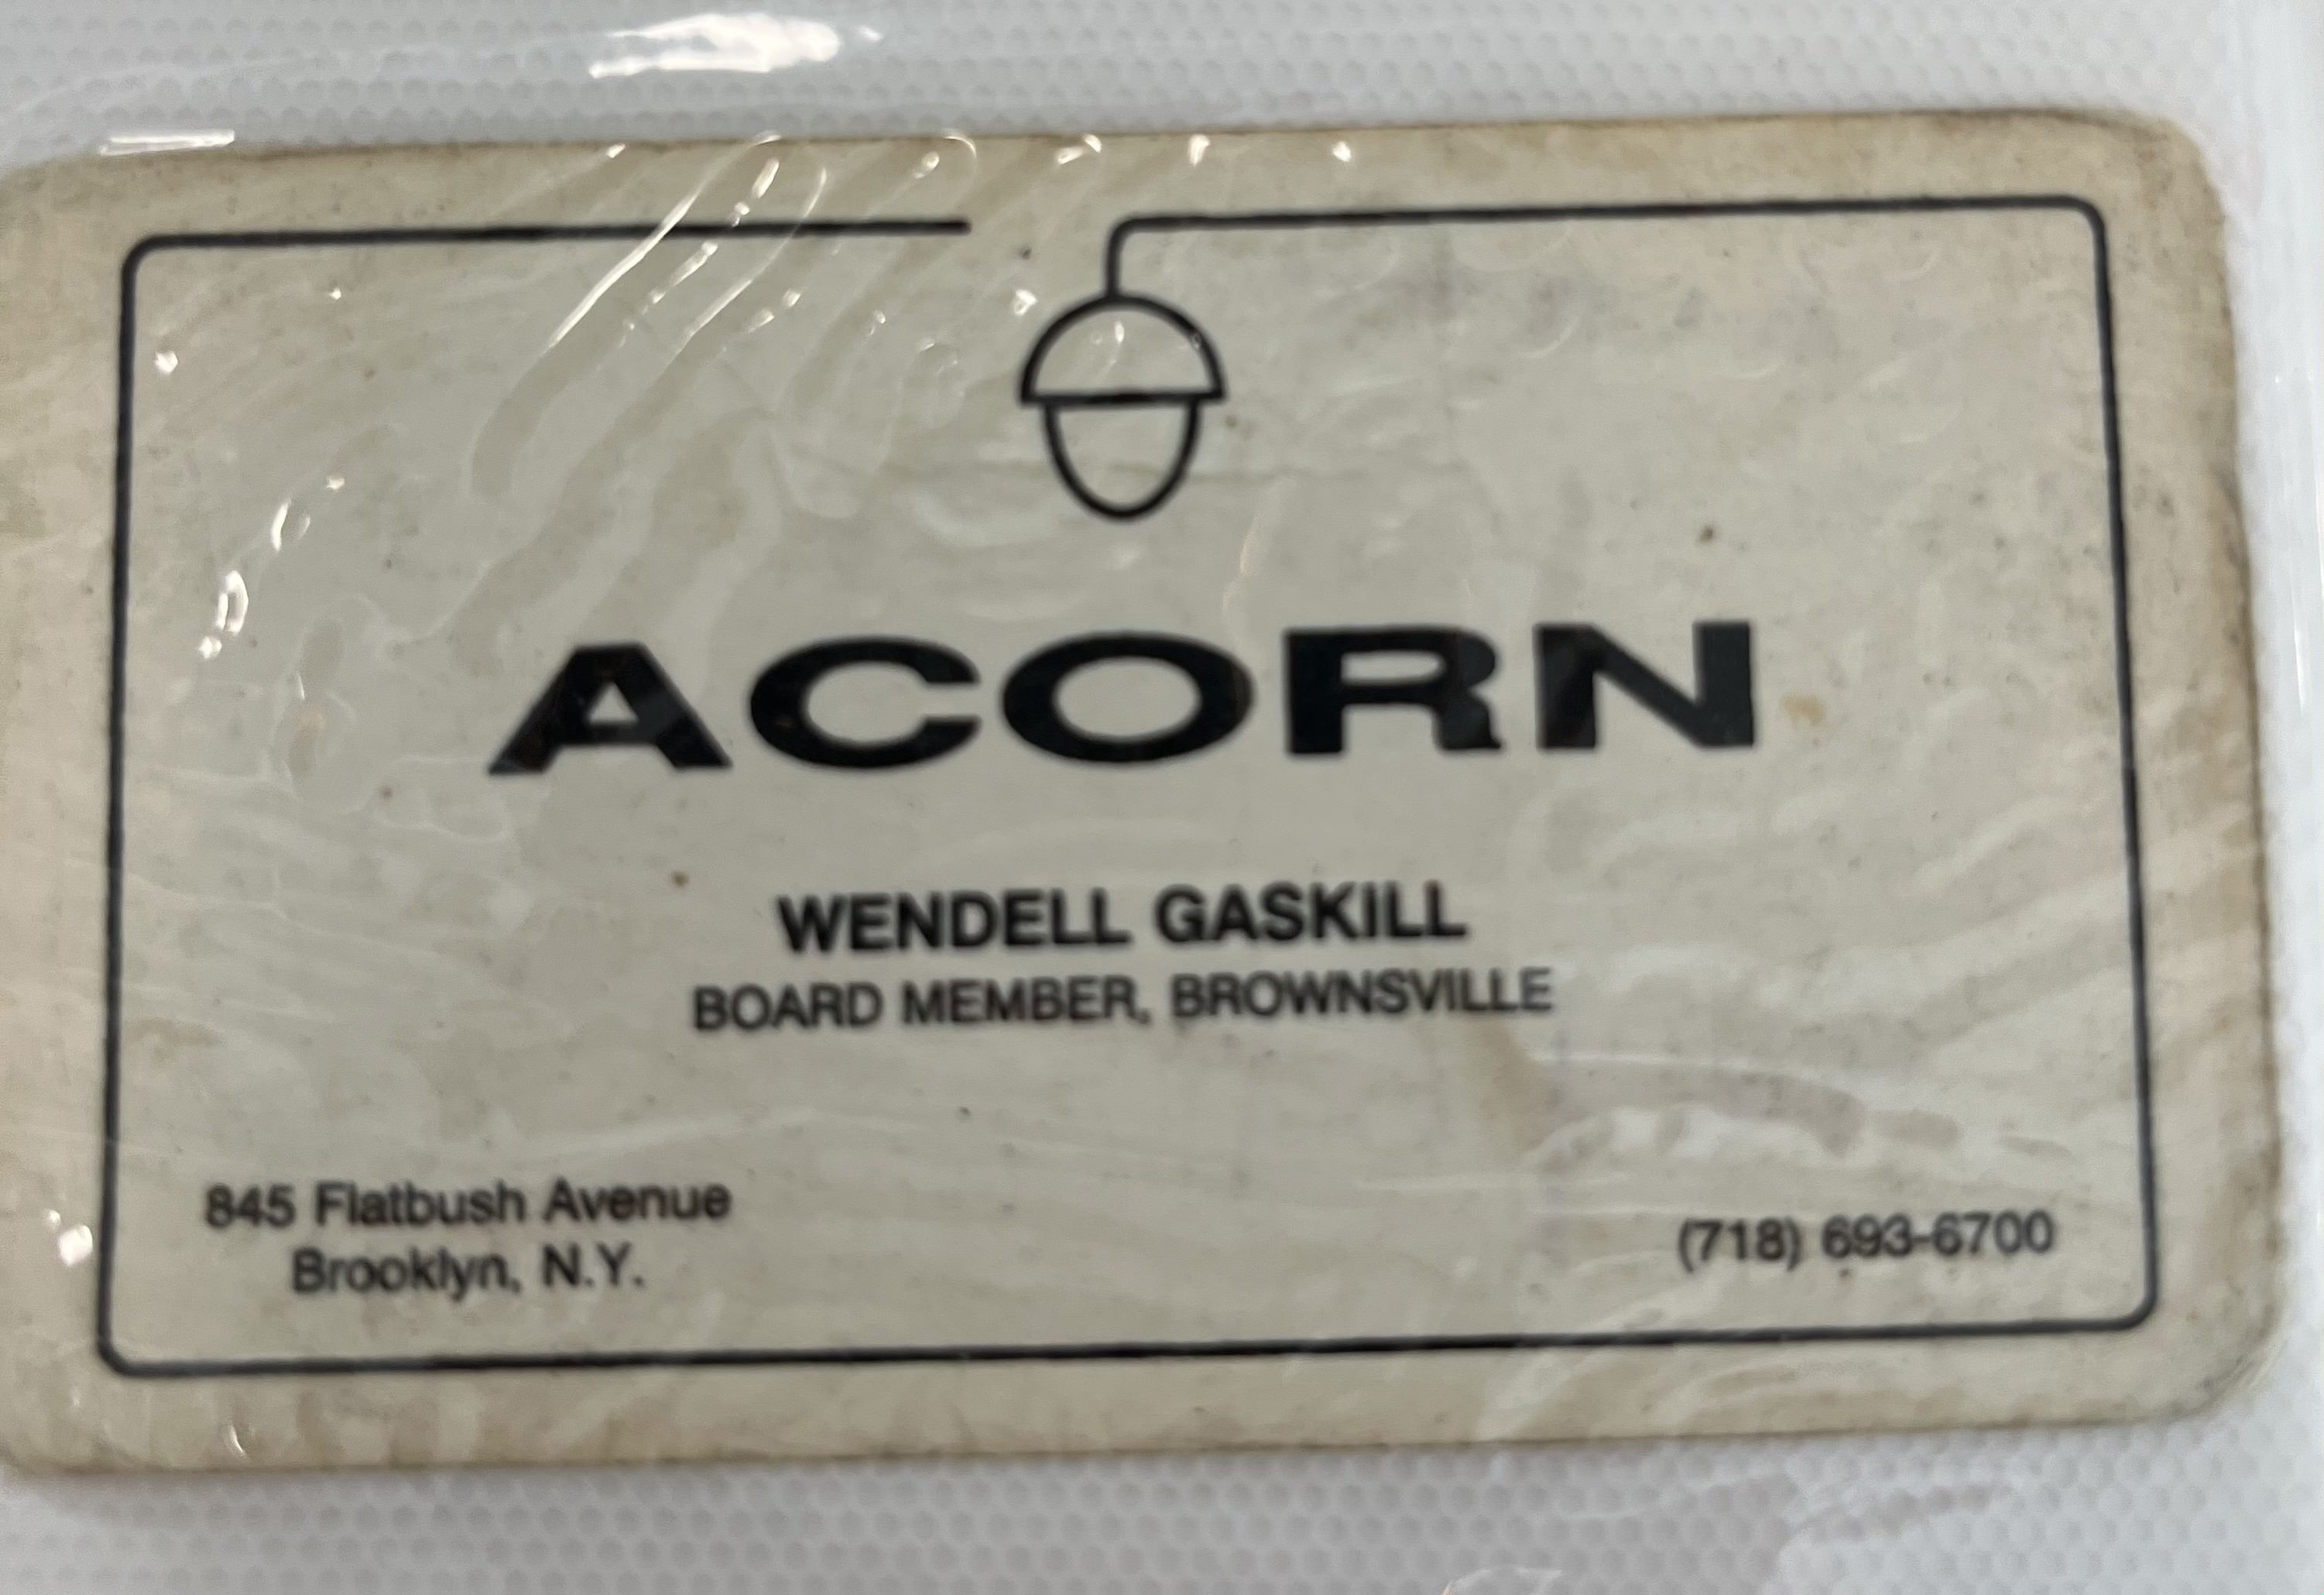 ACORN
WENDELL GASKILL
BOARD MEMBER, BROWNSVILLE
845 Flatbush Avenue
Brooklyn, N.Y.
(718) 693-6700